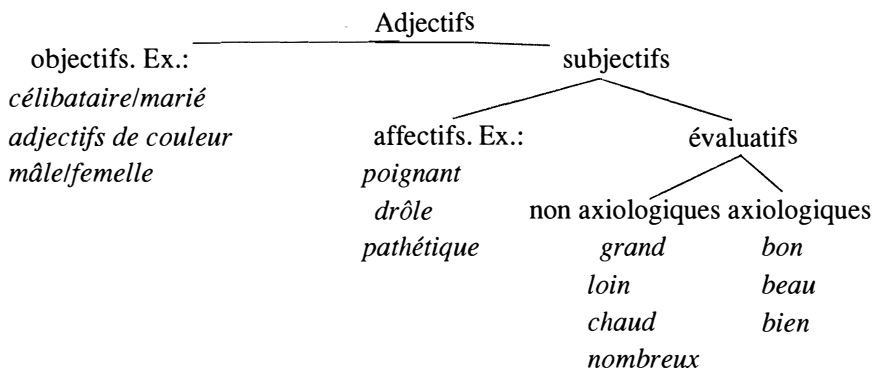 Adjectifs
objectifs. Ex.:
subjectifs
célibataire/marié
adjectifs de couleur
mâle/femelle
affectifs. Ex.:
évaluatifs
poignant
drôle
pathétique
non axiologiques axiologiques
grand
bon
loin
beau
chaud
bien
nombreux